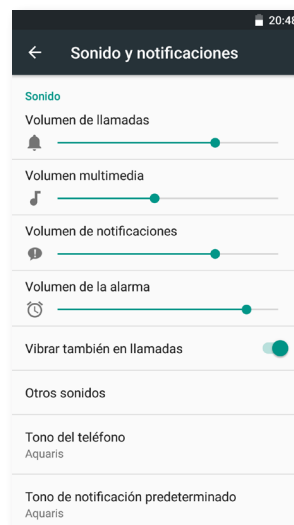 20:48
Sonido y notificaciones
Sonido
Volumen de llamadas
Volumen multimedia
Volumen de notificaciones
Volumen de la alarma
Vibrar también en llamadas
Otros sonidos
Tono del teléfono
Aquaris
Tono de notificación predeterminado
Aquaris